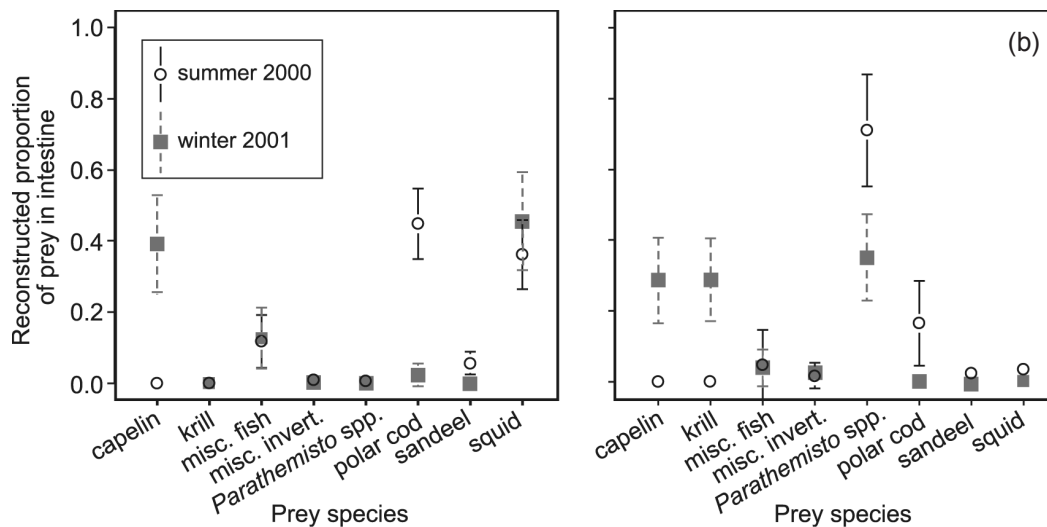 1.0
0.8
0.6
0.4
0.2
0.0
Reconstructed proportion
of prey in intestine
summer 2000
winter 2001
(b)
capelin
krill
misc. fish
misc. invert.
Parathemisto spp.
polar cod
sandeel
squid
capelin
krill
misc. fish
misc. invert.
Parathemisto spp.
polar cod
sandeel
squid
Prey species
Prey species